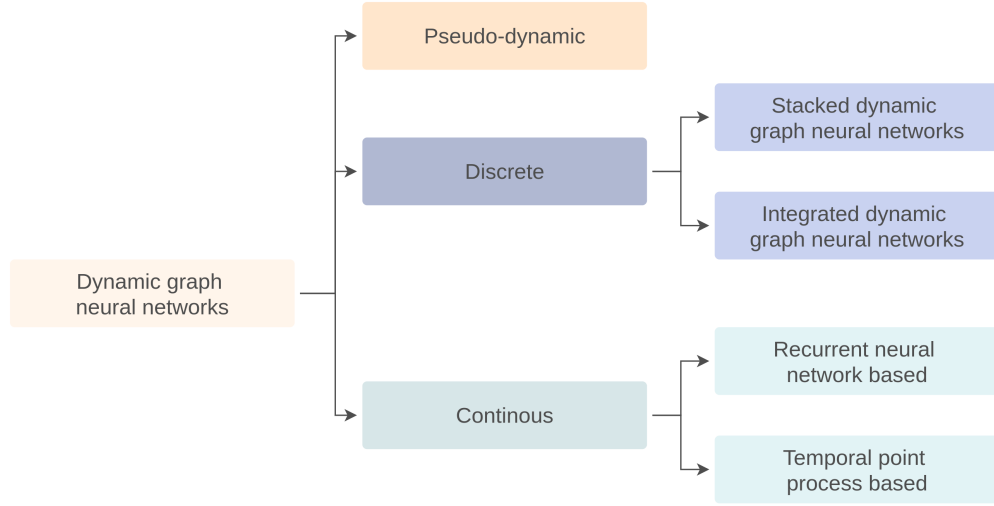 Pseudo-dynamic
Stacked dynamic
graph neural networks
Discrete
Integrated dynamic
graph neural networks
Dynamic graph
neural networks
Recurrent neural
network based
Continous
Temporal point
process based